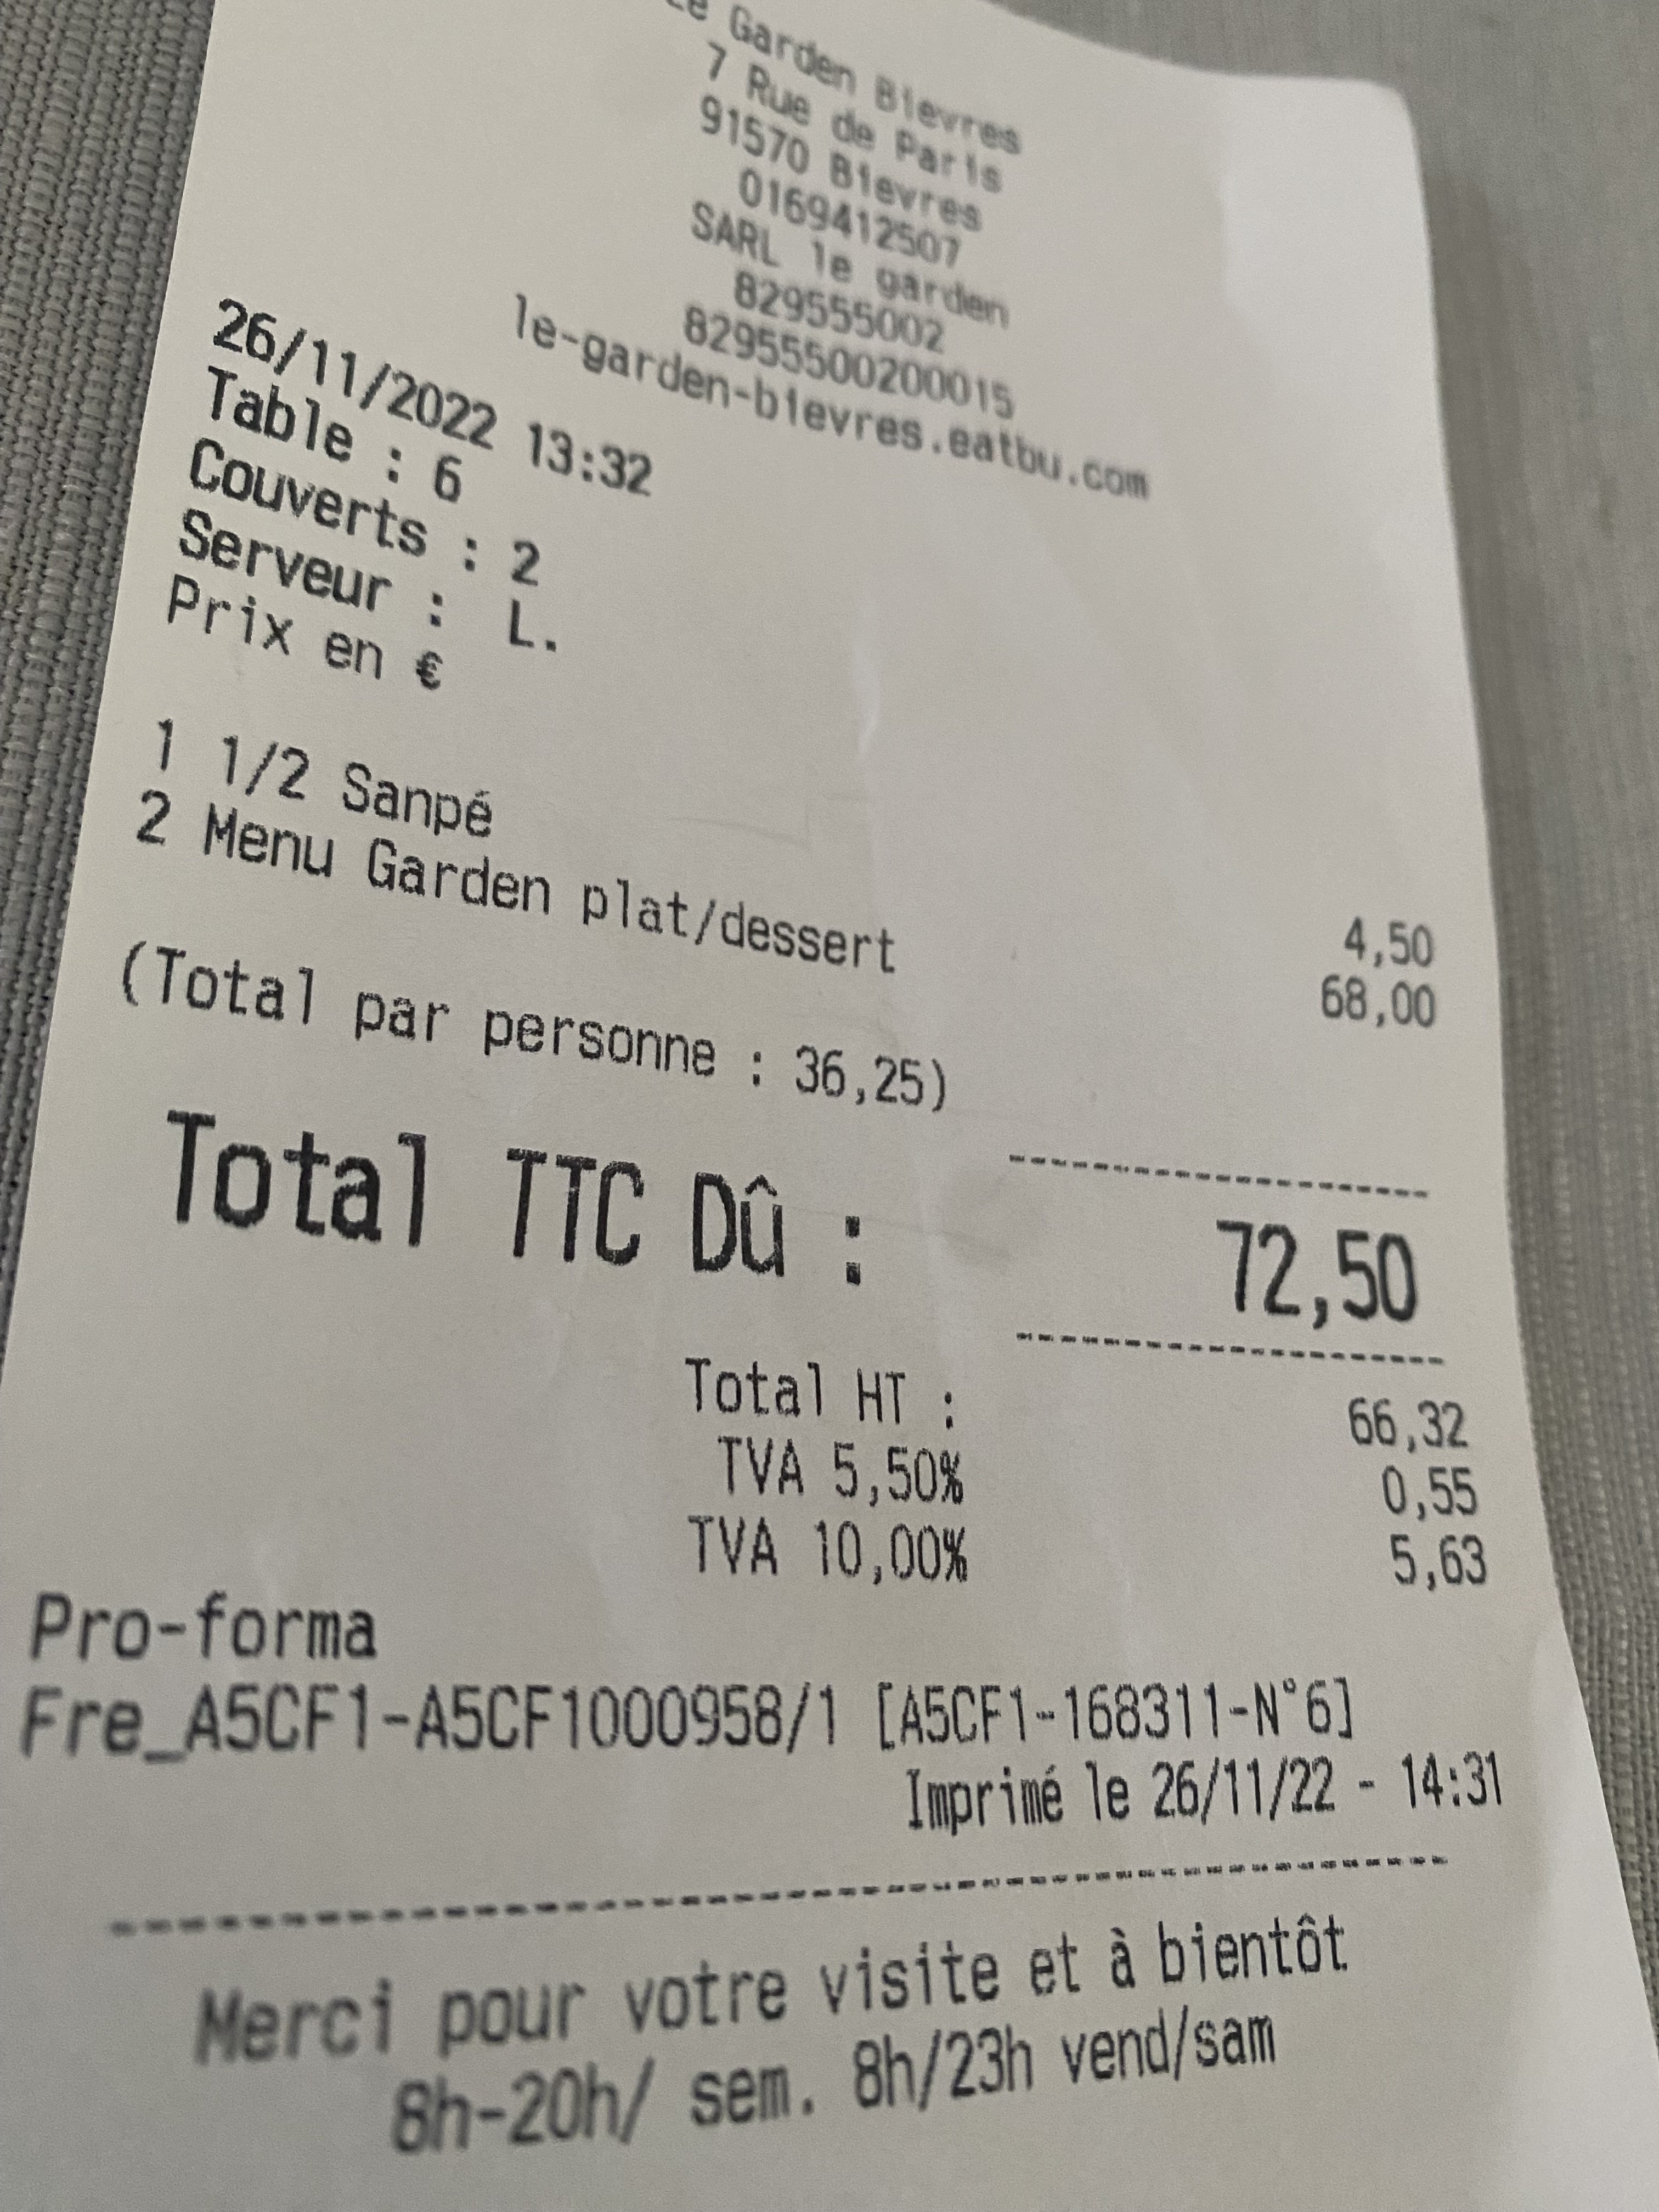 Le Garden Bievres
7 Rue de Paris
91570 Bievres
0169412507
SARL le garden
829555002
82955500200015
le-garden-bievres.eatbu.com
26/11/2022 13:32
Table : 6
Couverts : 2
Serveur : L.
Prix en €
1 1/2 Sanpé 4,50
2 Menu Garden plat/dessert 68,00
(Total par personne : 36,25)
Total TTC Dû : 72,50
Total HT : 66,32
TVA 5,50% 0,55
TVA 10,00% 5,63
Pro-forma
Fre_A5CF1-A5CF1000958/1 [A5CF1-168311-N°6]
Imprimé le 26/11/22 - 14:31
Merci pour votre visite et à bientôt
8h-20h/ sem. 8h/23h vend/sam